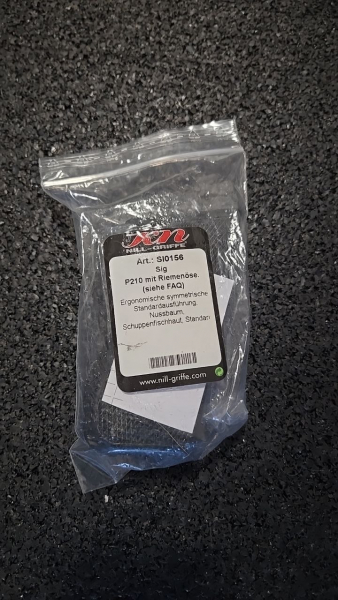 NILL-GRIFFE
Art.: SI0156
Sig
P210 mit Riemenöse.
(siehe FAQ)
Ergonomische symmetrische
Standardausführung,
Nussbaum,
Schuppenfischhaut, Standard
www.nill-griffe.com